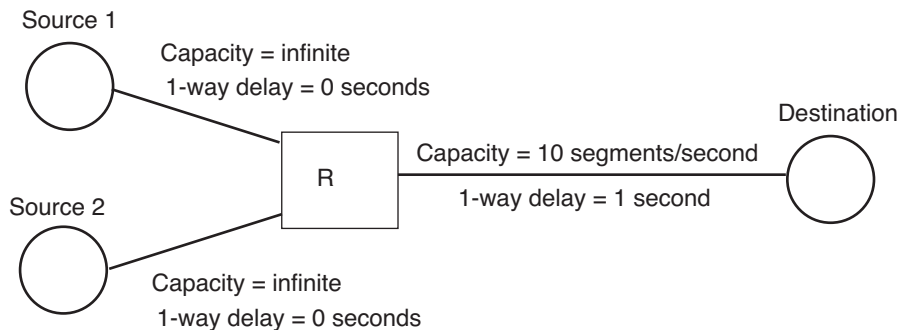 Source 1
Capacity = infinite
1-way delay = 0 seconds
Destination
Capacity = 10 segments/second
R
1-way delay = 1 second
Source 2
Capacity = infinite
1-way delay = 0 seconds